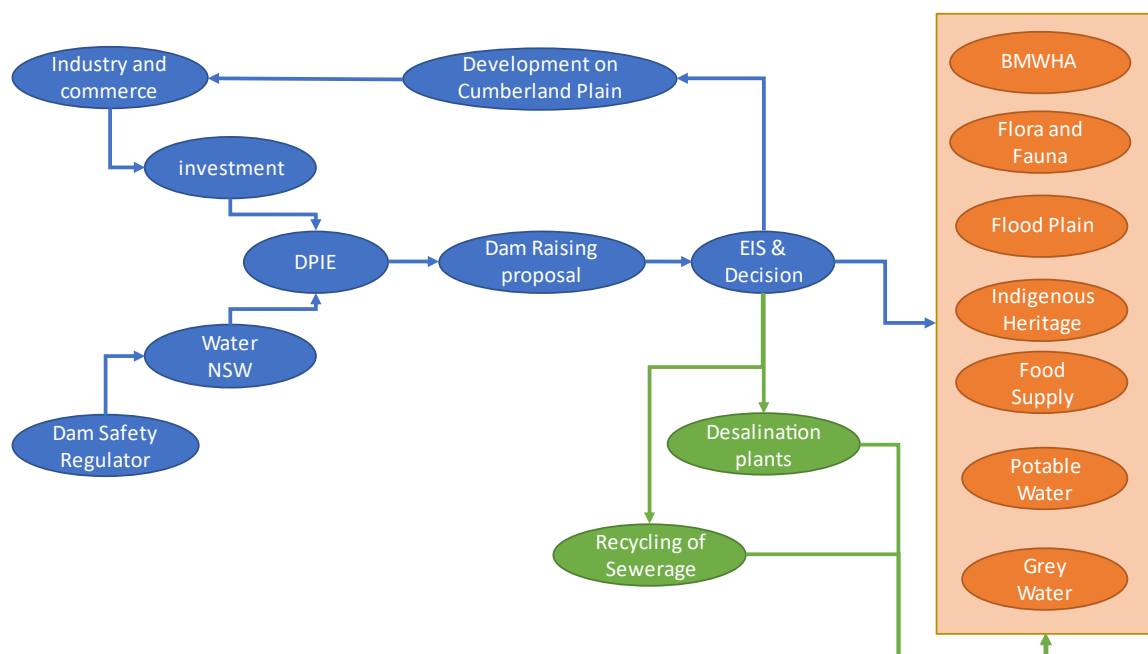 Industry and
commerce
Development on
Cumberland Plain
investment
DPIE
Dam Raising
proposal
EIS &
Decision
Water
NSW
Dam Safety
Regulator
Desalination
plants
Recycling of
Sewerage
BMWHA
Flora and
Fauna
Flood Plain
Indigenous
Heritage
Food
Supply
Potable
Water
Grey
Water